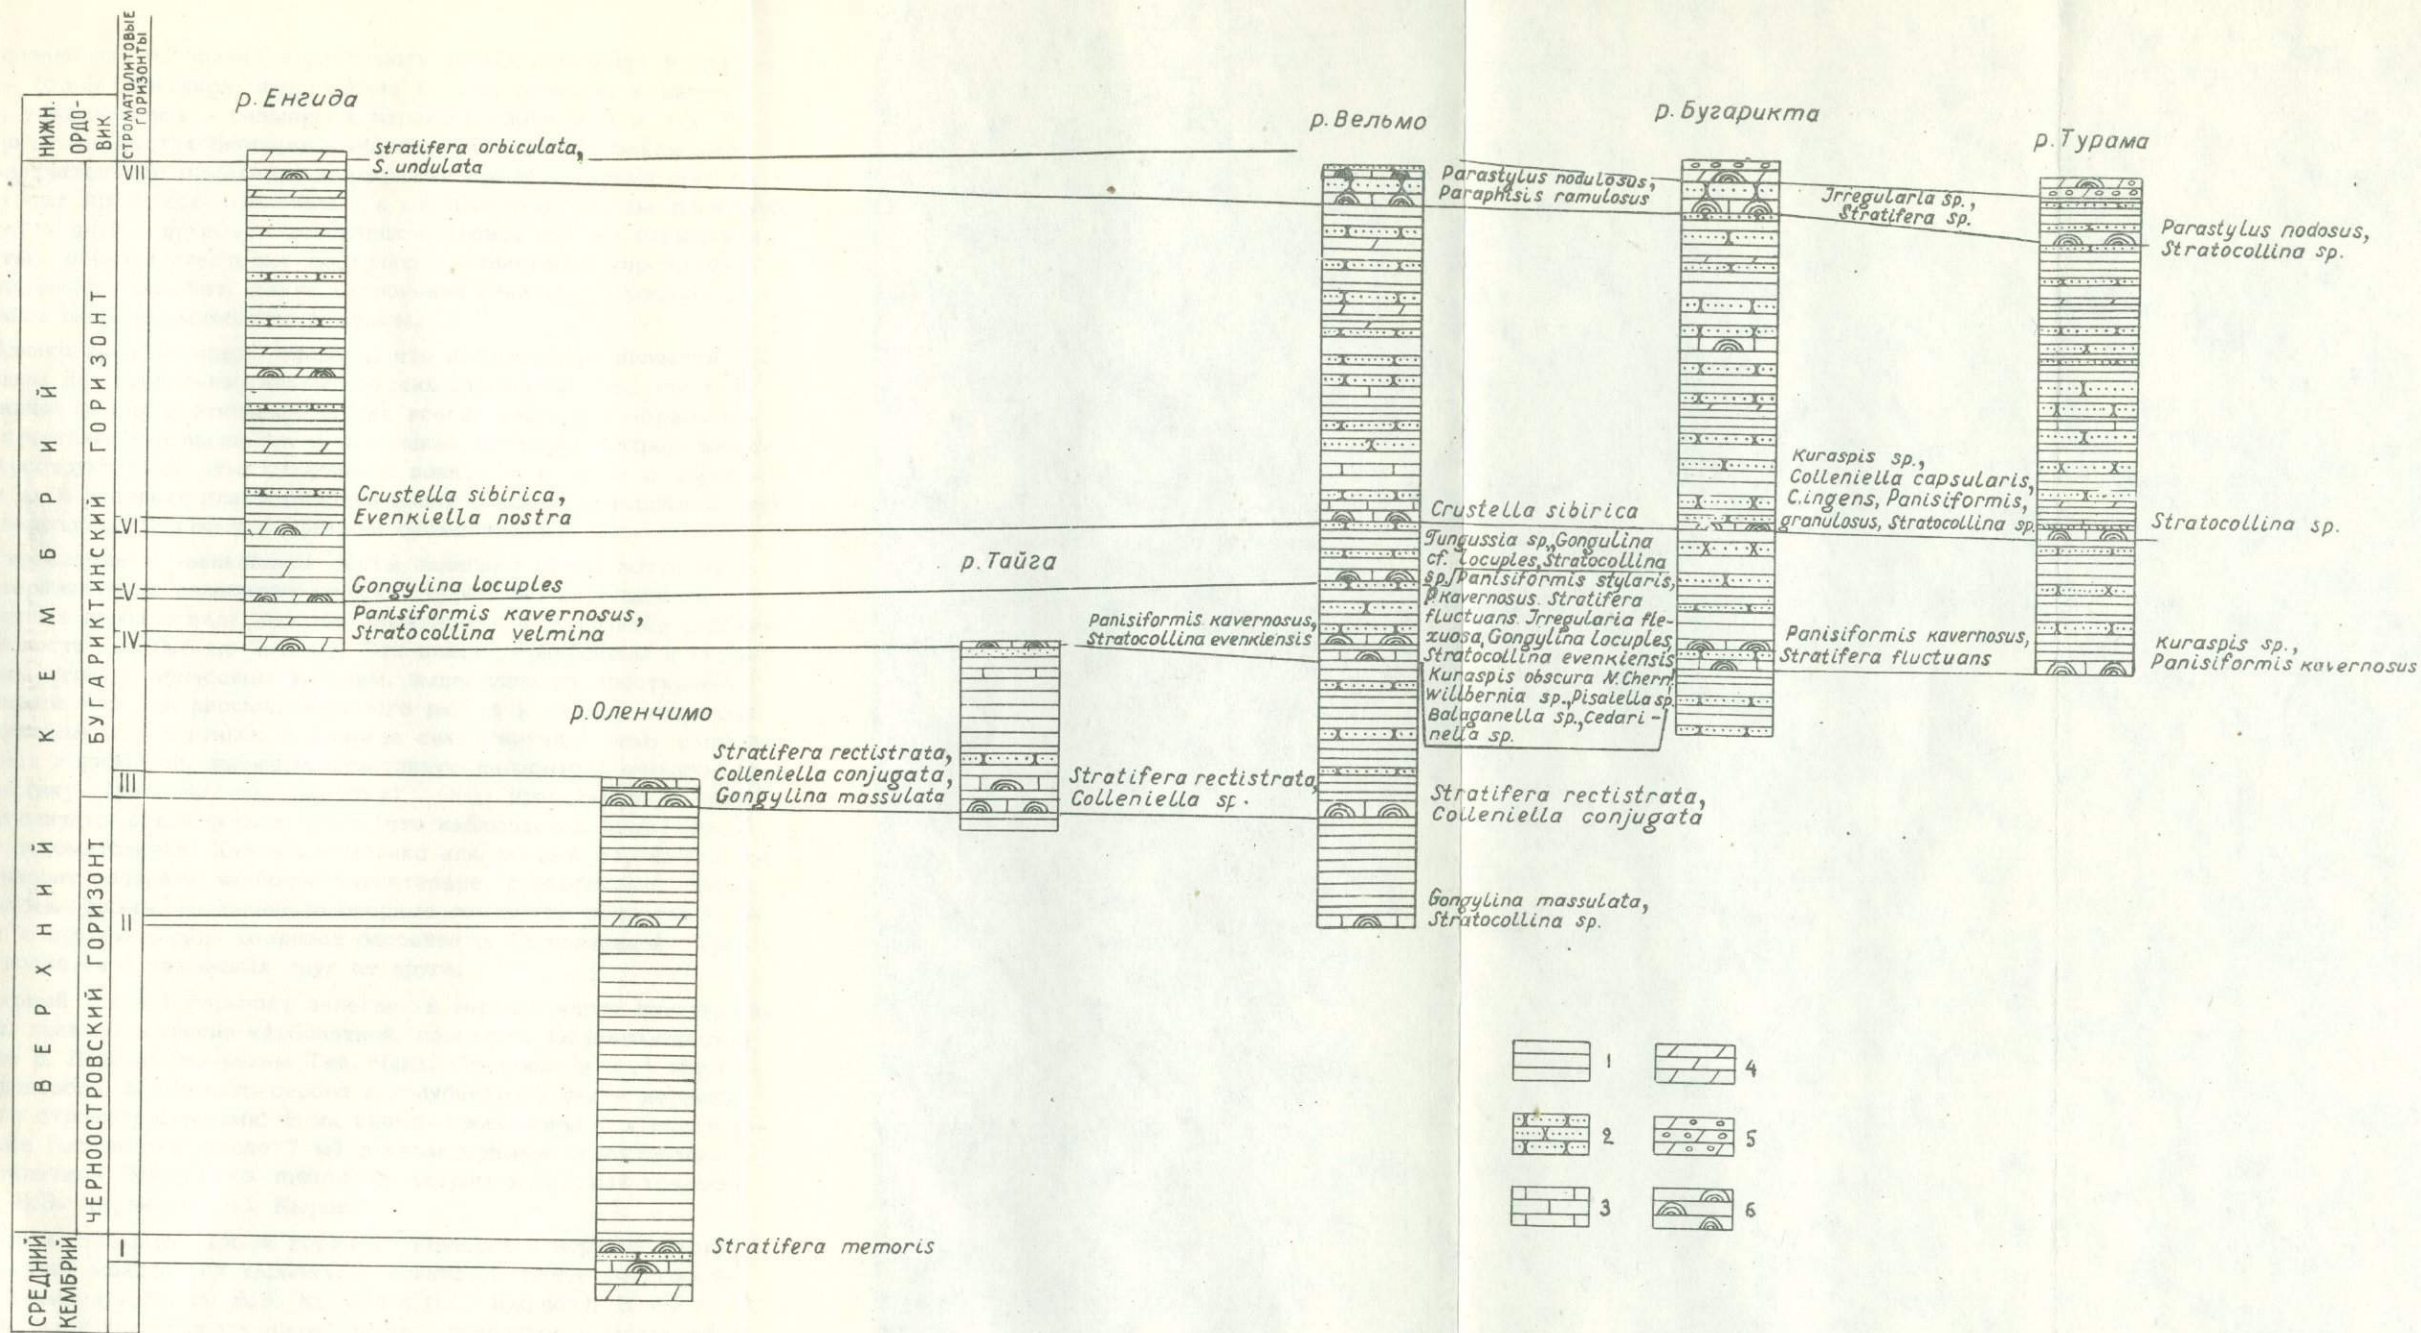 НИЖН.
ОРДО-
ВИК
СТРОМАТОЛИТОВЫЕ
ГОРИЗОНТЫ
ВЕРХНИЙ КЕМБРИЙ
БУГАРИКТИНСКИЙ ГОРИЗОНТ
ЧЕРНООСТРОВСКИЙ ГОРИЗОНТ
СРЕДНИЙ
КЕМБРИЙ
VII
VI
V
IV
III
II
I
р. Енгида
Stratifera orbiculata,
S. undulata
Crustella sibirica,
Evenkiella nostra
Gongylina locuples
Panisiformis kavernosus,
Stratocollina velmina
р. Оленчимо
Stratifera rectistrata,
Colleniella conjugata,
Gongylina massulata
Stratifera memoris
р. Тайга
Panisiformis kavernosus,
Stratocollina evenkiensis
Stratifera rectistrata,
Colleniella sp.
р. Вельмо
Parastylus nodulosus,
Paraphtsis ramulosus
Crustella sibirica
Tungussia sp., Gongulina
cf. locuples, Stratocollina
sp. Panisiformis stylaris,
P. kavernosus. Stratifera
fluctuans. Irregularia fle-
xuosa, Gongylina locuples,
Stratocollina evenkiensis
Kuraspis obscura N.Chern.
Willbernia sp., Pisatella sp.
Balaganella sp., Cedari-
nella sp.
Stratifera rectistrata,
Colleniella conjugata
Gongylina massulata,
Stratocollina sp.
р. Бугарикта
Irregularia sp.,
Stratifera sp.
Kuraspis sp.,
Colleniella capsularis,
C. ingens, Panisiformis,
granulosus, Stratocollina sp.
Panisiformis kavernosus,
Stratifera fluctuans
р. Турама
Parastylus nodosus,
Stratocollina sp.
Stratocollina sp.
Kuraspis sp.,
Panisiformis kavernosus
1
4
2
5
3
6